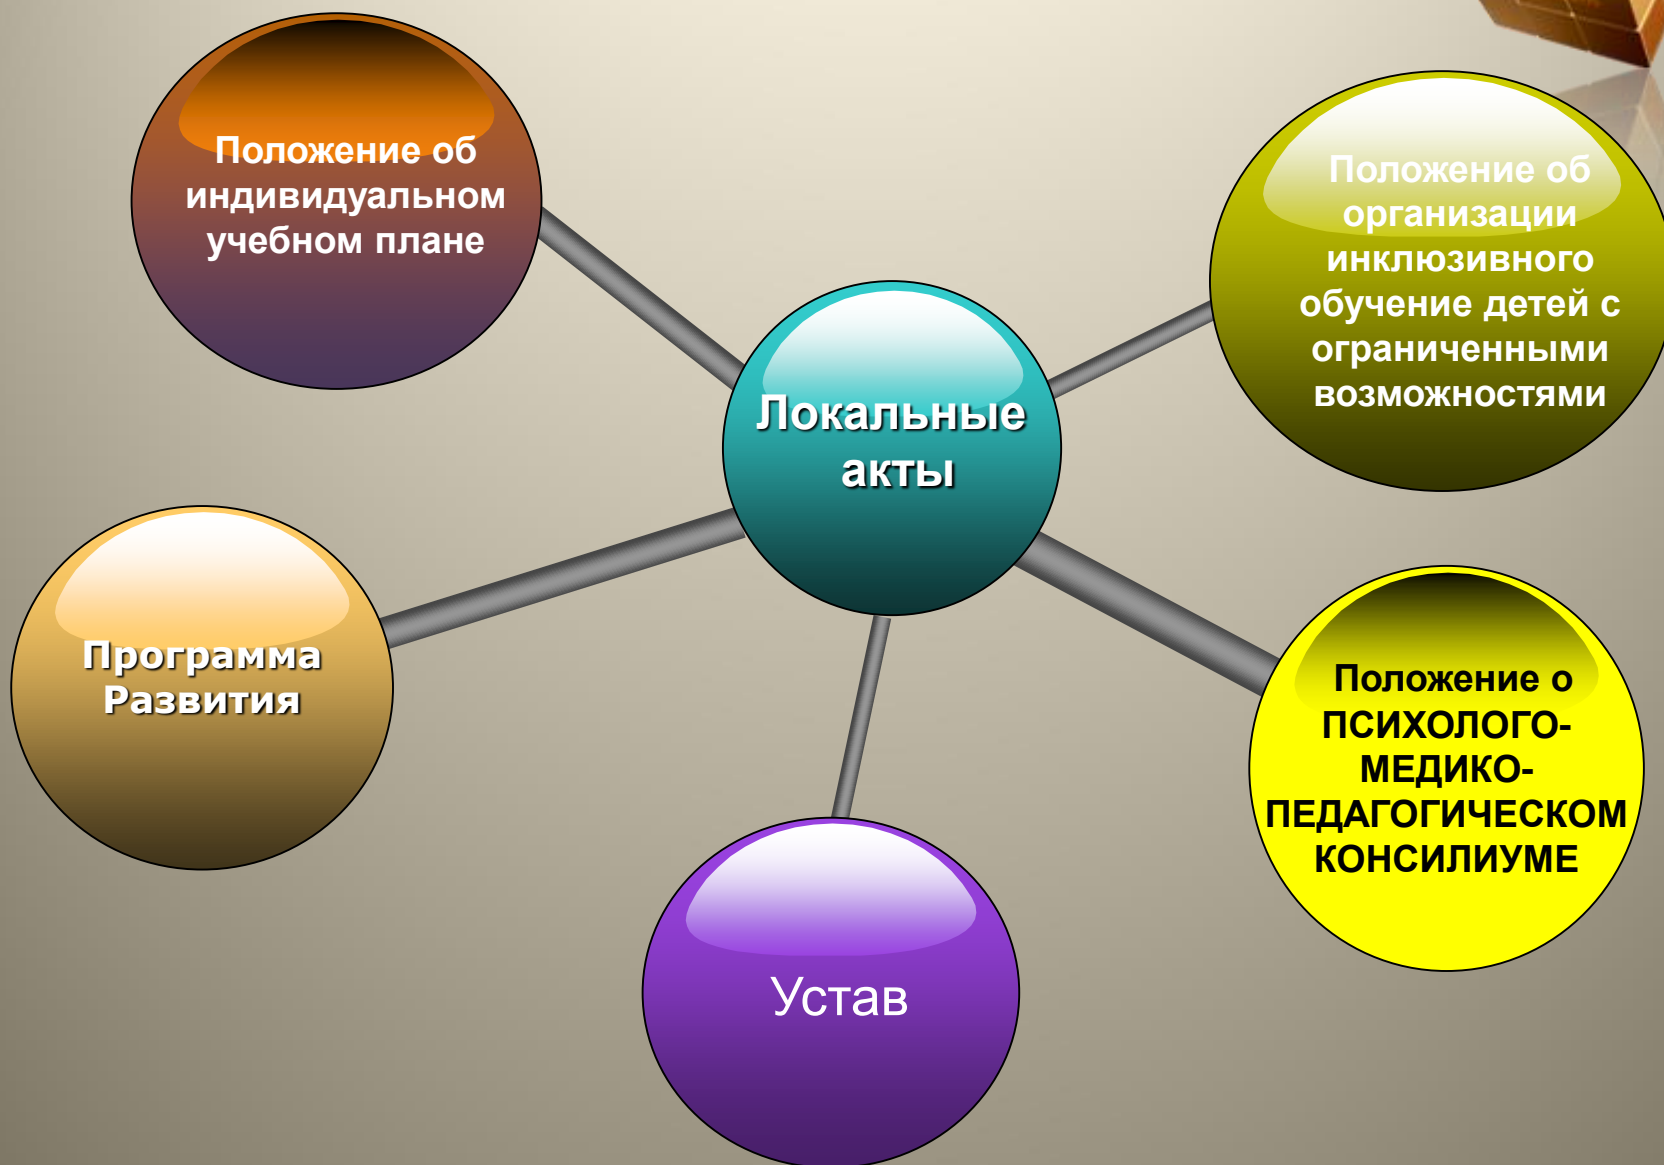 Положение об
индивидуальном
учебном плане
Положение об
организации
инклюзивного
обучение детей с
ограниченными
возможностями
Локальные
акты
Программа
Развития
Положение о
ПСИХОЛОГО-
МЕДИКО-
ПЕДАГОГИЧЕСКОМ
КОНСИЛИУМЕ
Устав